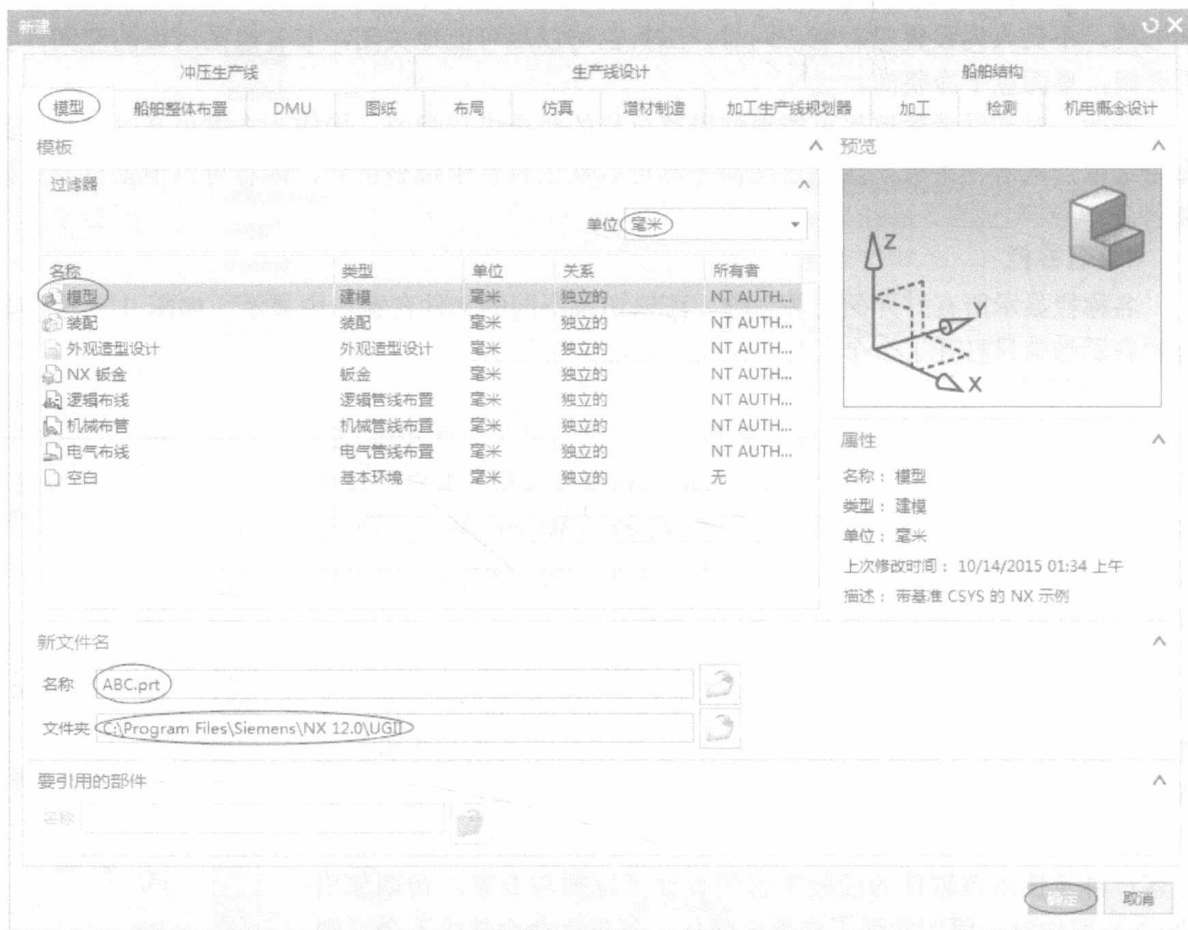 新建
冲压生产线 生产线设计 船舶结构
模型 船舶整体布置 DMU 图纸 布局 仿真 增材制造 加工生产线规划器 加工 检测 机电概念设计
模板
过滤器
单位 毫米
名称 类型 单位 关系 所有者
模型 建模 毫米 独立的 NT AUTH...
装配 装配 毫米 独立的 NT AUTH...
外观造型设计 外观造型设计 毫米 独立的 NT AUTH...
NX 钣金 钣金 毫米 独立的 NT AUTH...
逻辑布线 逻辑管线布置 毫米 独立的 NT AUTH...
机械布管 机械管线布置 毫米 独立的 NT AUTH...
电气布线 电气管线布置 毫米 独立的 NT AUTH...
空白 基本环境 毫米 独立的 无
预览
Z
Y
X
属性
名称：模型
类型：建模
单位：毫米
上次修改时间：10/14/2015 01:34 上午
描述：带基准 CSYS 的 NX 示例
新文件名
名称 ABC.prt
文件夹 C:\Program Files\Siemens\NX 12.0\UGII
要引用的部件
名称
确定 取消